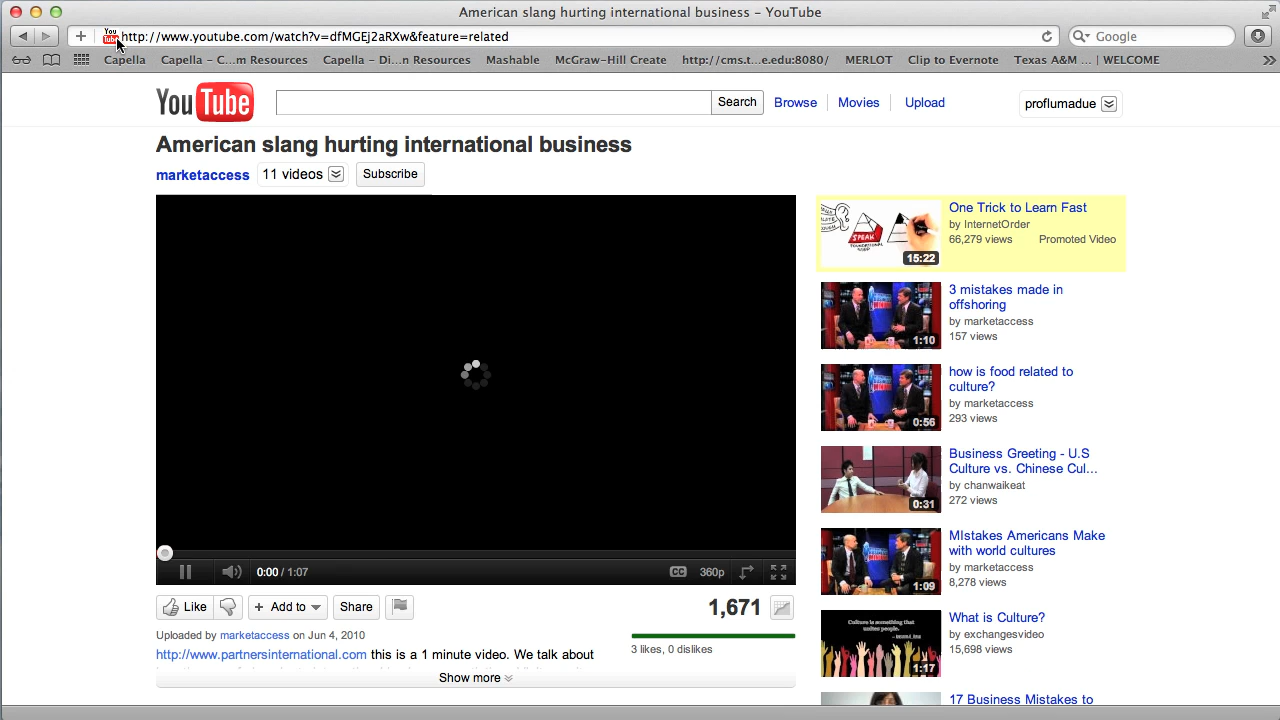 American slang hurting international business - YouTube
http://www.youtube.com/watch?v=dfMGEj2aRXw&feature=related
Google
Capella
Capella - C...m Resources
Capella - Di...n Resources
Mashable
McGraw-Hill Create
http://cms.t...e.edu:8080/
MERLOT
Clip to Evernote
Texas A&M ... | WELCOME
YouTube
Search
Browse
Movies
Upload
proflumadue
American slang hurting international business
marketaccess
11 videos
Subscribe
0:00 / 1:07
CC
360p
Like
+ Add to
Share
1,671
Uploaded by marketaccess on Jun 4, 2010
3 likes, 0 dislikes
http://www.partnersinternational.com this is a 1 minute video. We talk about
Show more
SPEAK
15:22
One Trick to Learn Fast
by InternetOrder
66,279 views
Promoted Video
1:10
3 mistakes made in
offshoring
by marketaccess
157 views
0:56
how is food related to
culture?
by marketaccess
293 views
0:31
Business Greeting - U.S
Culture vs. Chinese Cul...
by chanwaikeat
272 views
1:09
MIstakes Americans Make
with world cultures
by marketaccess
8,278 views
Culture is something that
unites people.
1:17
What is Culture?
by exchangesvideo
15,698 views
17 Business Mistakes to